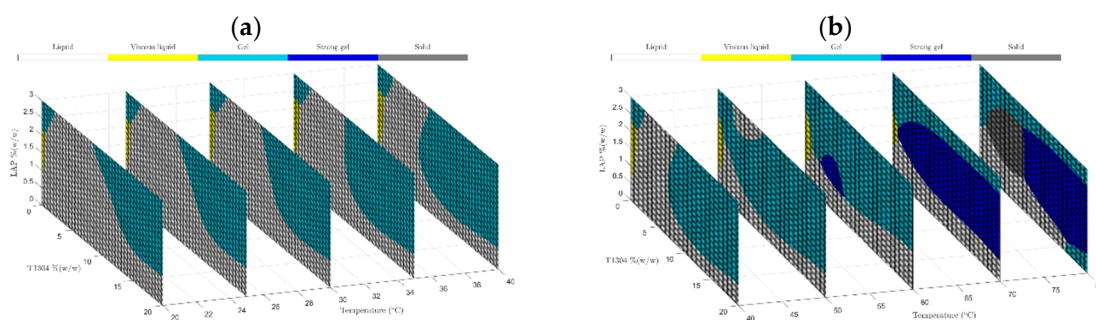 (a)
Liquid Viscous liquid Gel Strong gel Solid
3
2.5
2
1.5
1
0.5
0
LAP %(w/w)
0
5
10
15
20
T1304 %(w/w)
20 22 24 26 28 30 32 34 36 38 40
Temperature (°C)
(b)
Liquid Viscous liquid Gel Strong gel Solid
3
2.5
2
1.5
1
0.5
0
LAP %(w/w)
0
5
10
15
20
T1304 %(w/w)
40 45 50 55 60 65 70 75
Temperature (°C)